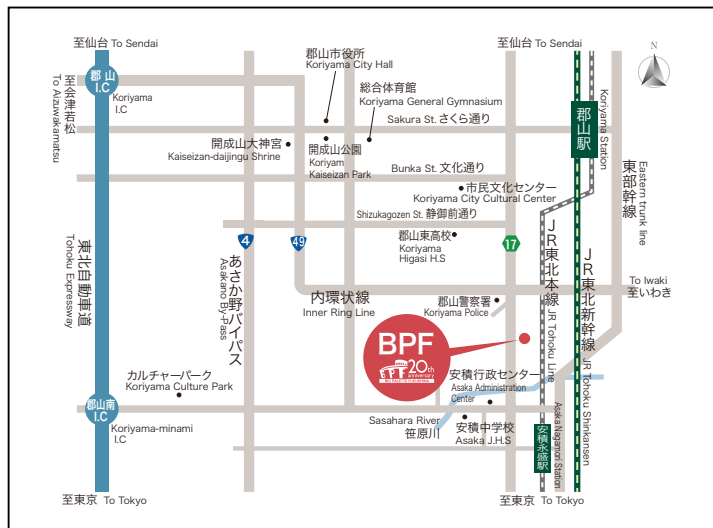 至仙台 To Sendai
至仙台 To Sendai
N
郡山市役所
Koriyama City Hall
総合体育館
Koriyama General Gymnasium
郡山
I.C
Koriyama
I.C
至会津若松
To Aizuwakamatsu
Sakura St. さくら通り
開成山大神宮
Kaiseizan-daijingu Shrine
開成山公園
Koriyam
Kaiseizan Park
郡山駅
Koriyama Station
Bunka St. 文化通り
市民文化センター
Koriyama City Cultural Center
東部幹線
Eastern trunk line
Shizukagozen St. 静御前通り
4
49
17
郡山東高校
Koriyama
Higasi H.S
東北自動車道
Tohoku Expressway
あさか野バイパス
Asakano By-Pass
内環状線
Inner Ring Line
郡山警察署
Koriyama Police
JR東北本線
JR Tohoku Line
JR東北新幹線
JR Tohoku Shinkansen
To Iwaki
至いわき
BPF
20th
anniversary
BIG PALETTE FUKUSHIMA
カルチャーパーク
Koriyama Culture Park
安積行政センター
Asaka Administration
Center
郡山南
I.C
Koriyama-minami
I.C
Sasahara River
笹原川
安積中学校
Asaka J.H.S
安積永盛駅
Asaka Nagamori Station
至東京 To Tokyo
至東京 To Tokyo